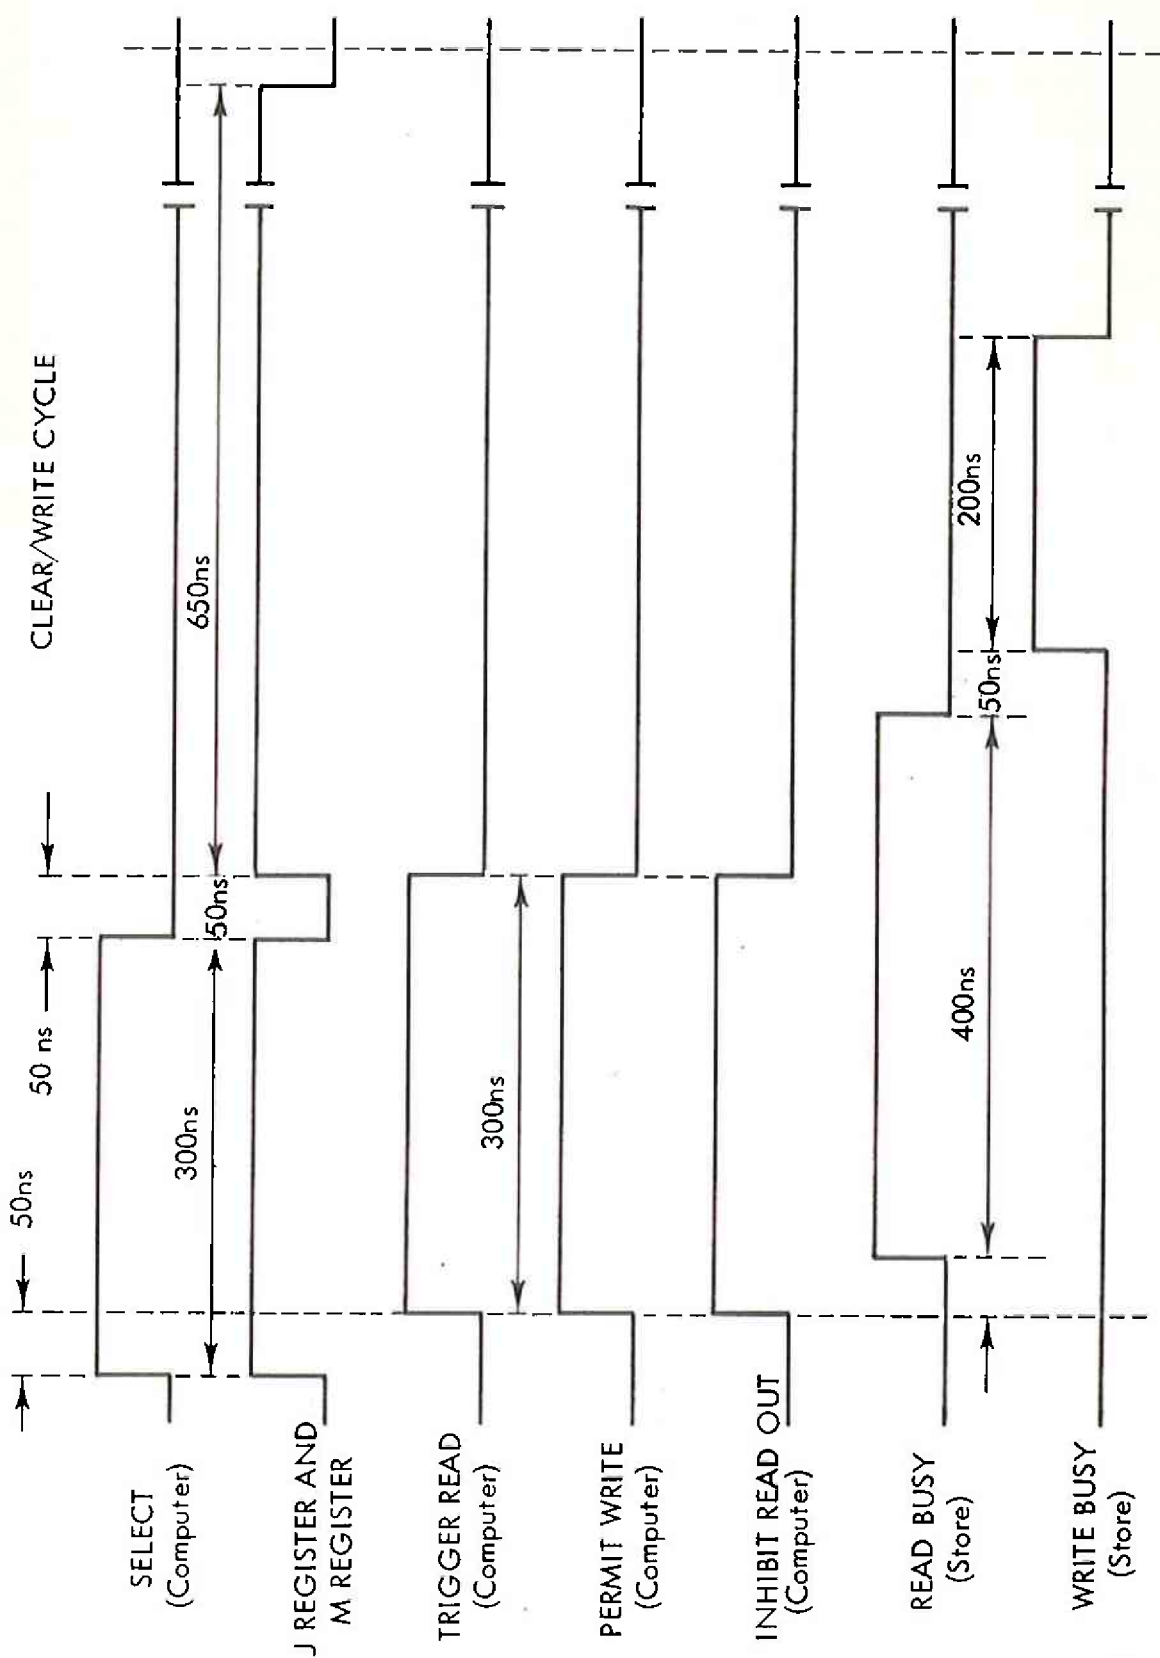 CLEAR/WRITE CYCLE
50ns
50 ns
SELECT
(Computer)
300ns
50ns
650ns
J REGISTER AND
M REGISTER
TRIGGER READ
(Computer)
300ns
PERMIT WRITE
(Computer)
INHIBIT READ OUT
(Computer)
READ BUSY
(Store)
400ns
50ns
200ns
WRITE BUSY
(Store)